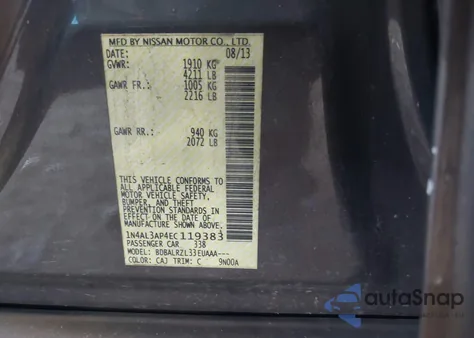 MFD BY NISSAN MOTOR CO., LTD.
DATE: 08/13
GVWR: 1910 KG
4211 LB
GAWR FR.: 1005 KG
2216 LB
GAWR RR.: 940 KG
2072 LB
THIS VEHICLE CONFORMS TO
ALL APPLICABLE FEDERAL
MOTOR VEHICLE SAFETY,
BUMPER, AND THEFT
PREVENTION STANDARDS
IN EFFECT ON THE DATE OF
MANUFACTURE SHOWN ABOVE.
1N4AL3AP4EC119383
PASSENGER CAR 338
MODEL: BDBALRZL33EUAAA---
COLOR: CAJ TRIM: C 9N00A
autoSnap
Powered by